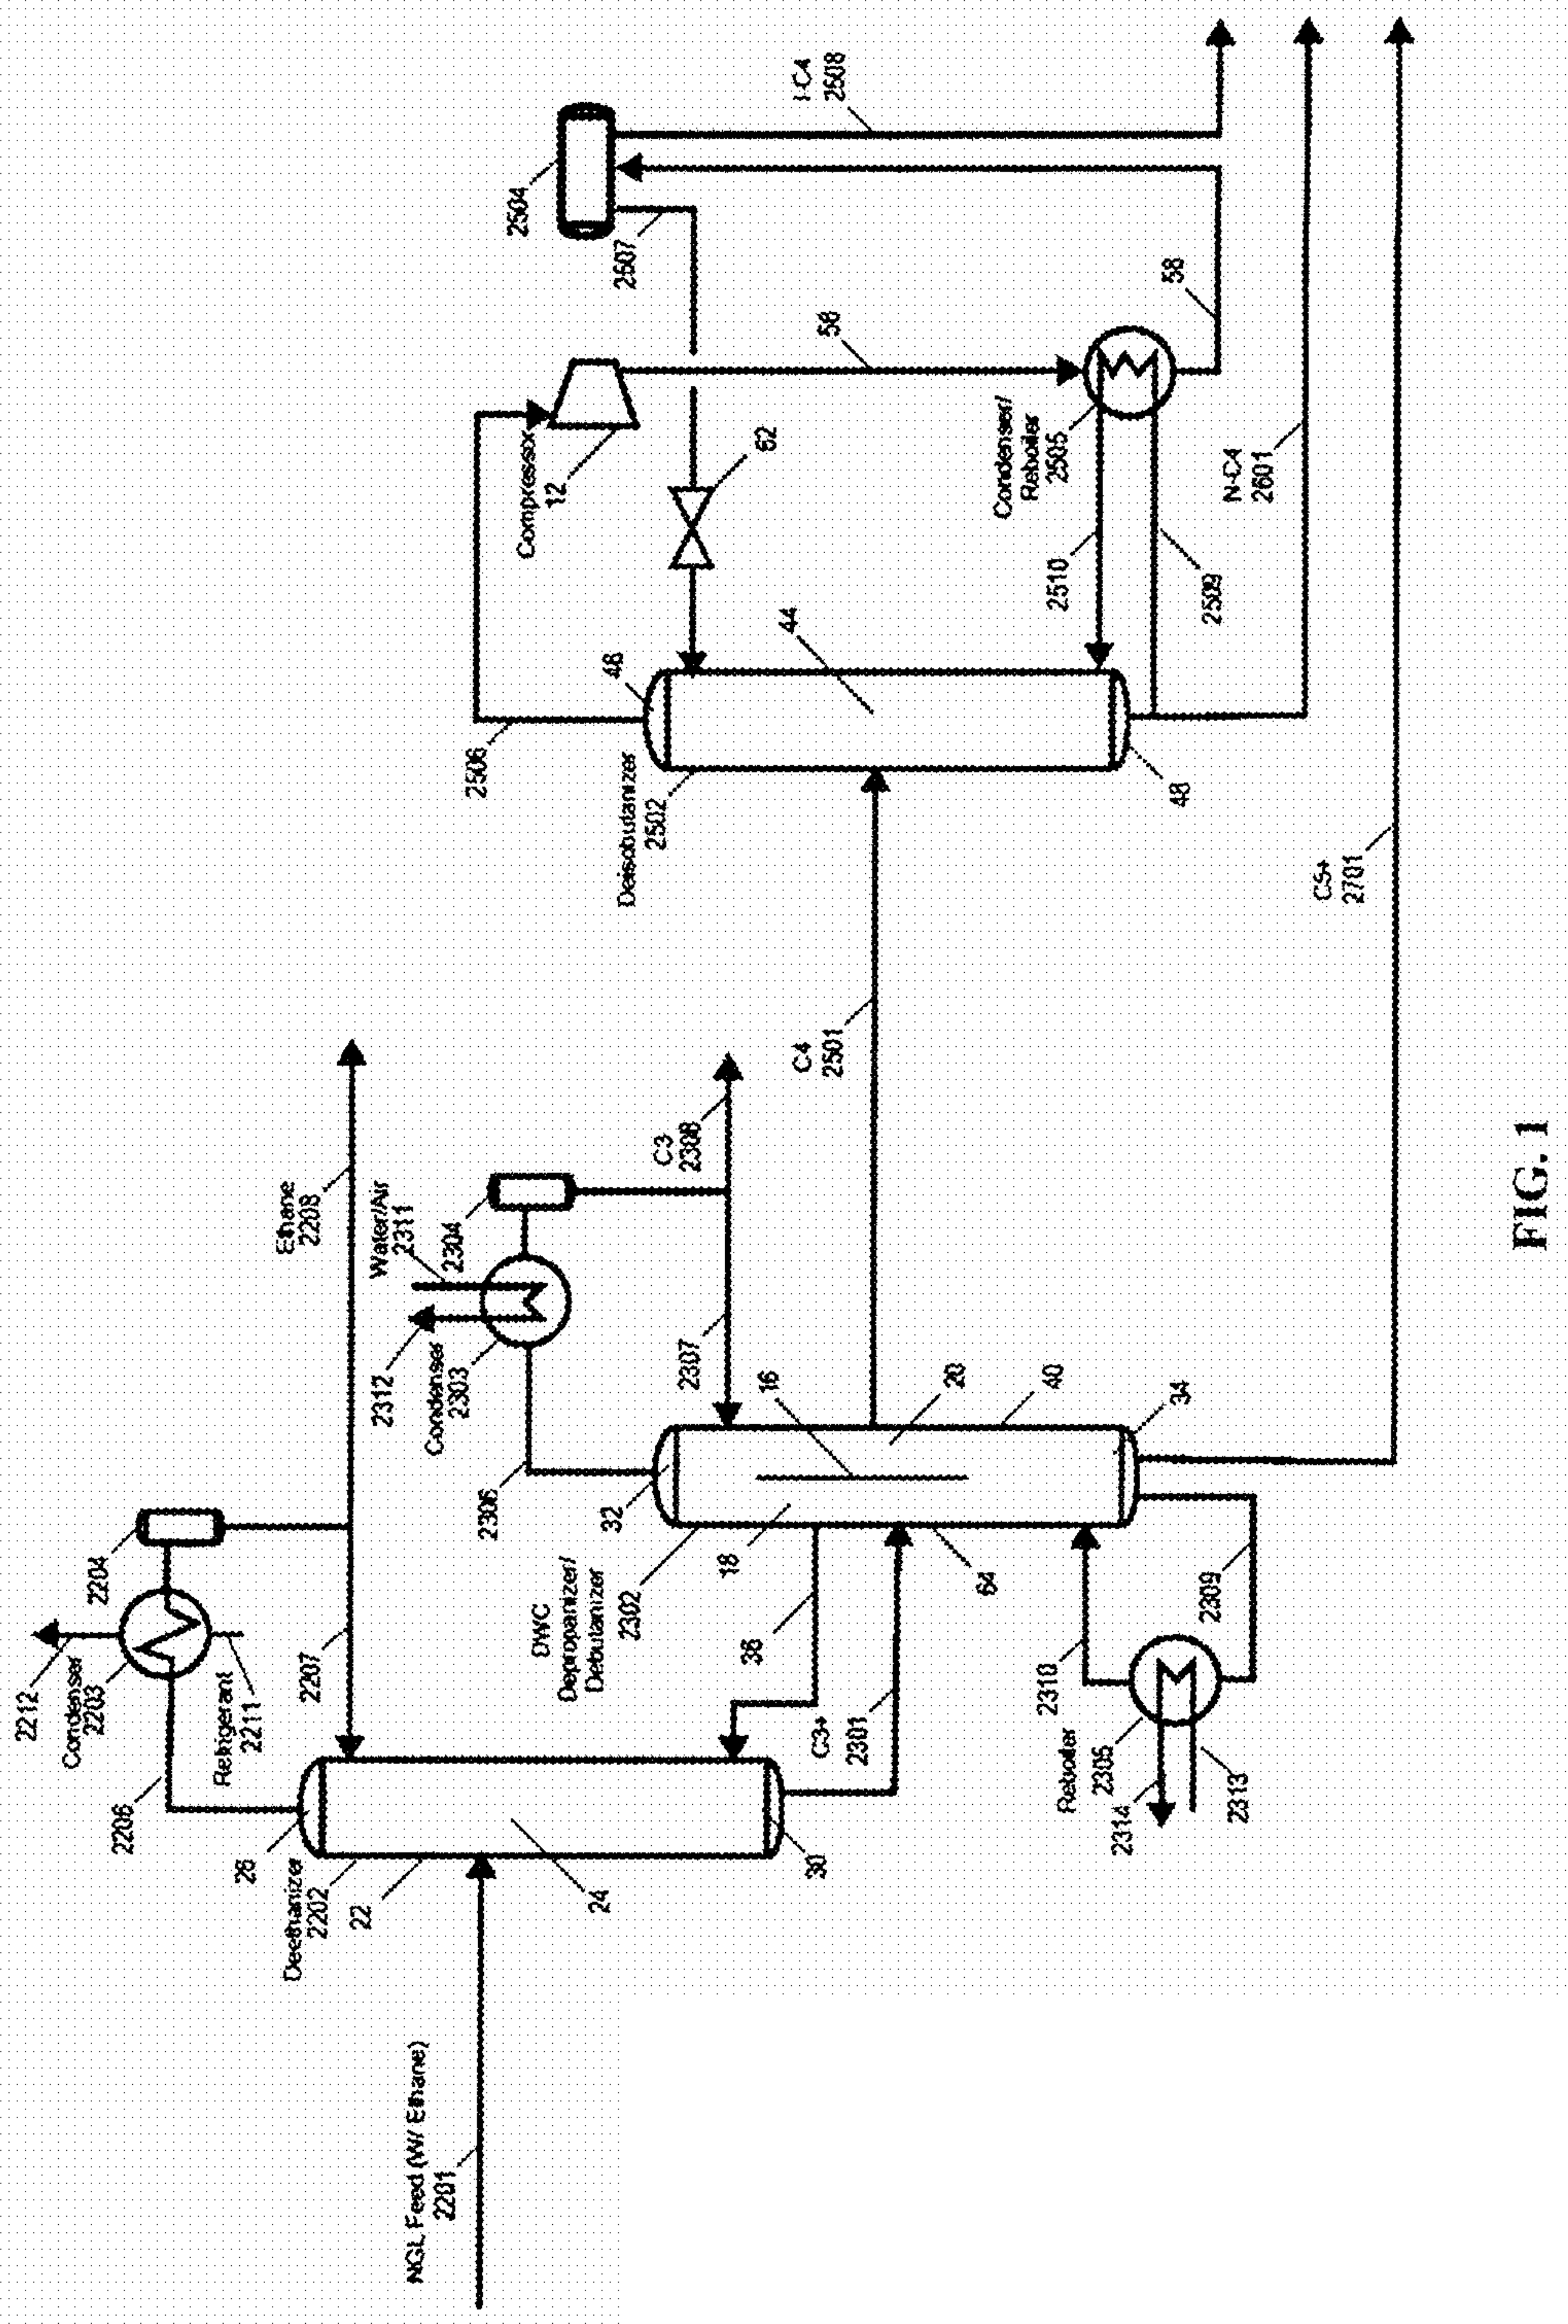 2212
Condenser
2203
2204
2206
Refrigerant
2211
28
Deethanizer
2202
22
2207
Ethane
2208
NGL Feed (W/ Ethane)
2201
24
30
2312
Water/Air
2311
Condenser
2303
2304
2306
DWC
Depropanizer/
Debutanizer
2302
32
2307
C3
2308
18
16
38
C3+
2301
20
64
40
34
2310
Reboiler
2305
2314
2313
2309
C4
2501
2506
Compressor
12
2504
2507
Deisobutanizer
2502
46
62
44
58
I-C4
2508
Condenser/
Reboiler
2505
2510
2509
58
48
N-C4
2601
C5+
2701
FIG. 1